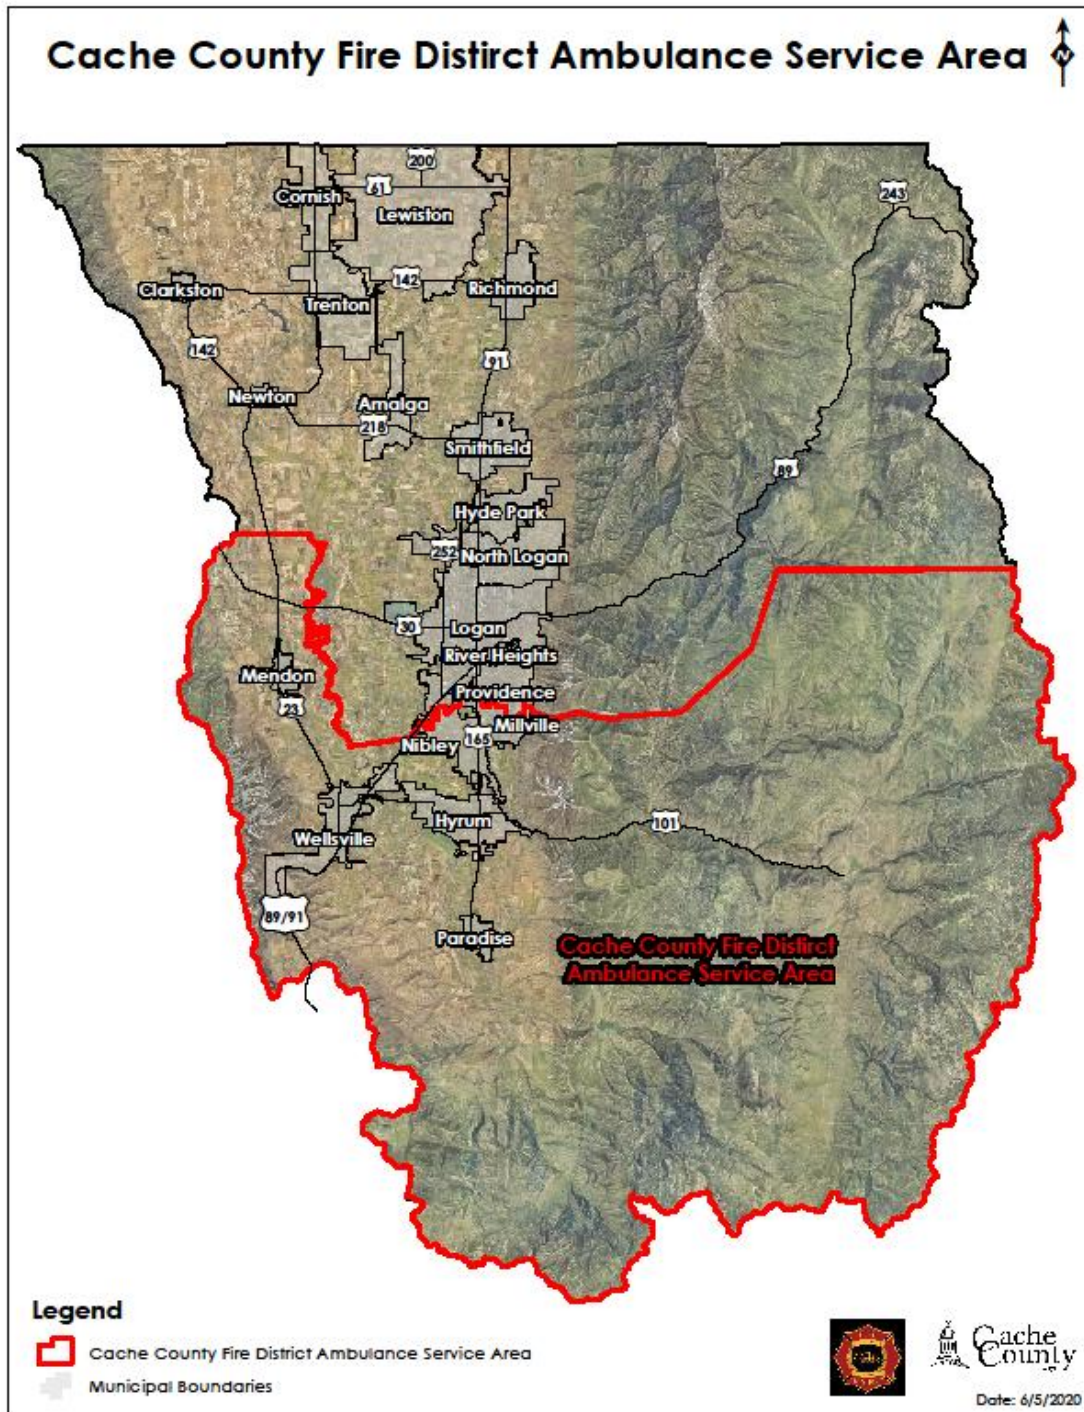 Cache County Fire Distirct Ambulance Service Area
N
200
Cornish
61
Lewiston
243
142
Clarkston
Richmond
Trenton
142
91
Newton
Amalga
218
Smithfield
89
Hyde Park
252
North Logan
30
Logan
River Heights
Mendon
Providence
23
Millville
165
Nibley
Hyrum
101
Wellsville
89/91
Paradise
Cache County Fire Distirct
Ambulance Service Area
Legend
Cache County Fire District Ambulance Service Area
Municipal Boundaries
Cache
County
Date: 6/5/2020